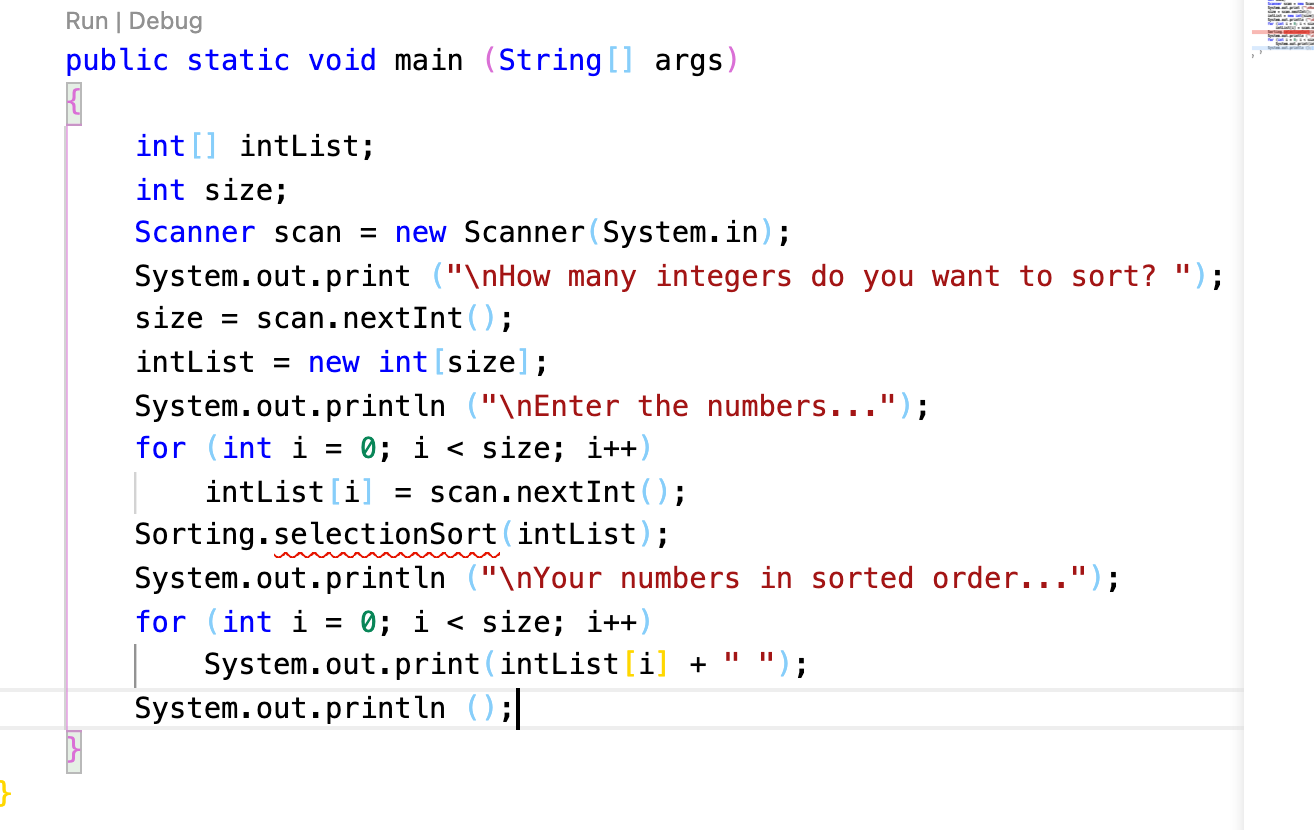 Run | Debug
public static void main (String[] args)
{
int[] intList;
int size;
Scanner scan = new Scanner(System.in);
System.out.print ("\nHow many integers do you want to sort? ");
size = scan.nextInt();
intList = new int[size];
System.out.println ("\nEnter the numbers...");
for (int i = 0; i < size; i++)
intList[i] = scan.nextInt();
Sorting.selectionSort(intList);
System.out.println ("\nYour numbers in sorted order...");
for (int i = 0; i < size; i++)
System.out.print(intList[i] + " ");
System.out.println ();
}
}